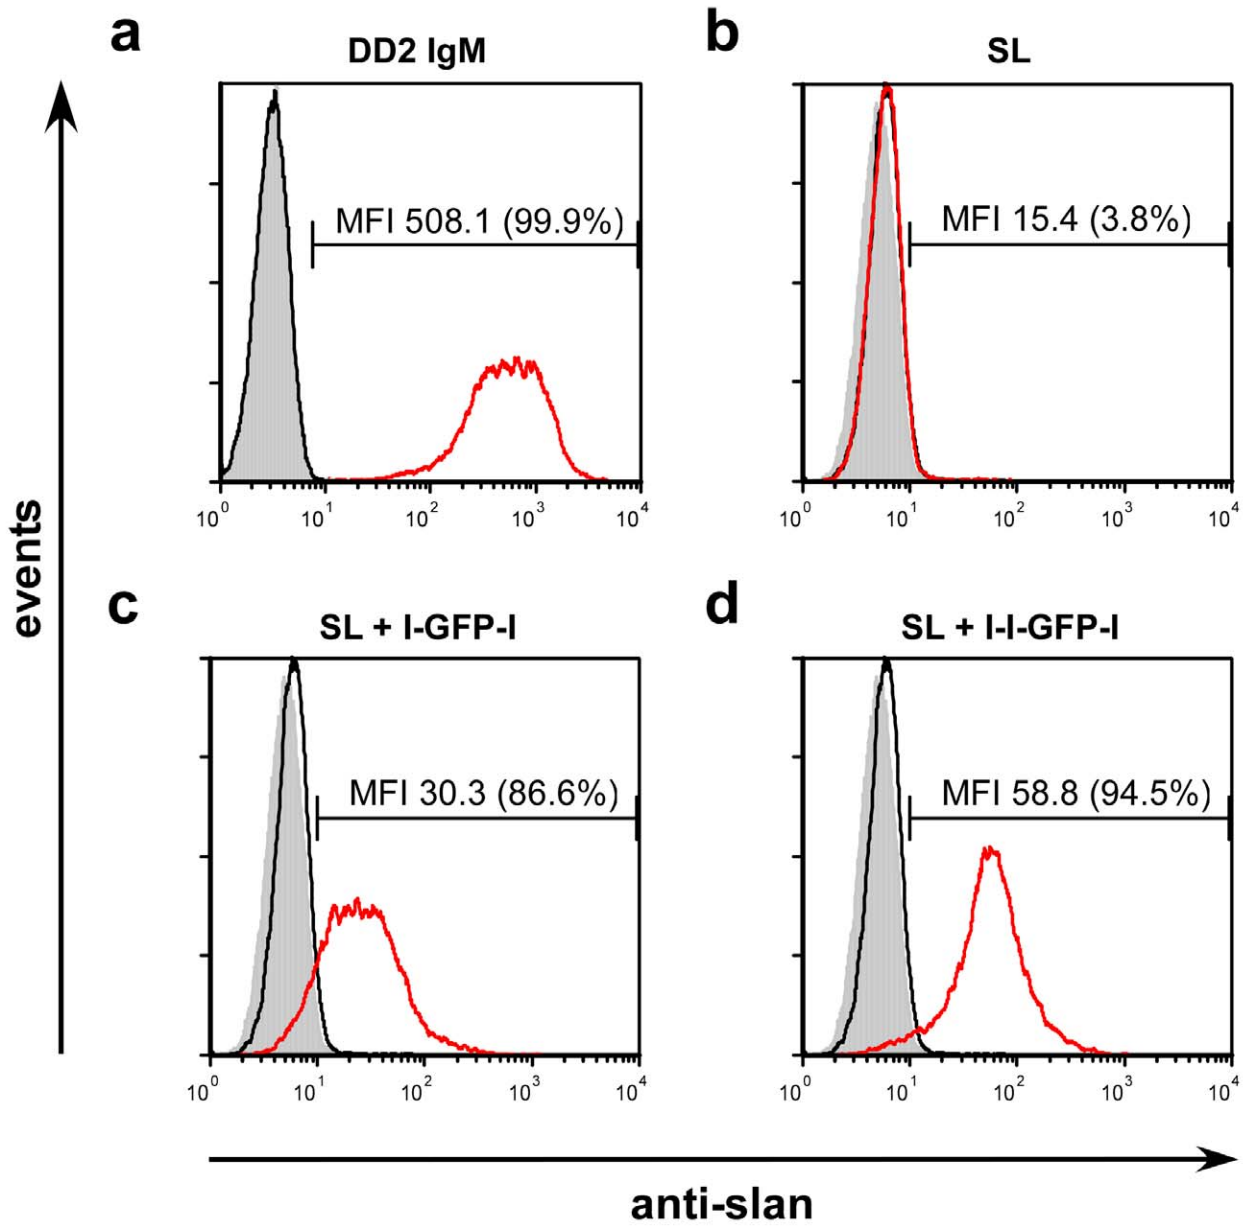 a
DD2 IgM
MFI 508.1 (99.9%)
10^0 10^1 10^2 10^3 10^4
b
SL
MFI 15.4 (3.8%)
10^0 10^1 10^2 10^3 10^4
events
c
SL + I-GFP-I
MFI 30.3 (86.6%)
10^0 10^1 10^2 10^3 10^4
d
SL + I-I-GFP-I
MFI 58.8 (94.5%)
10^0 10^1 10^2 10^3 10^4
anti-slan